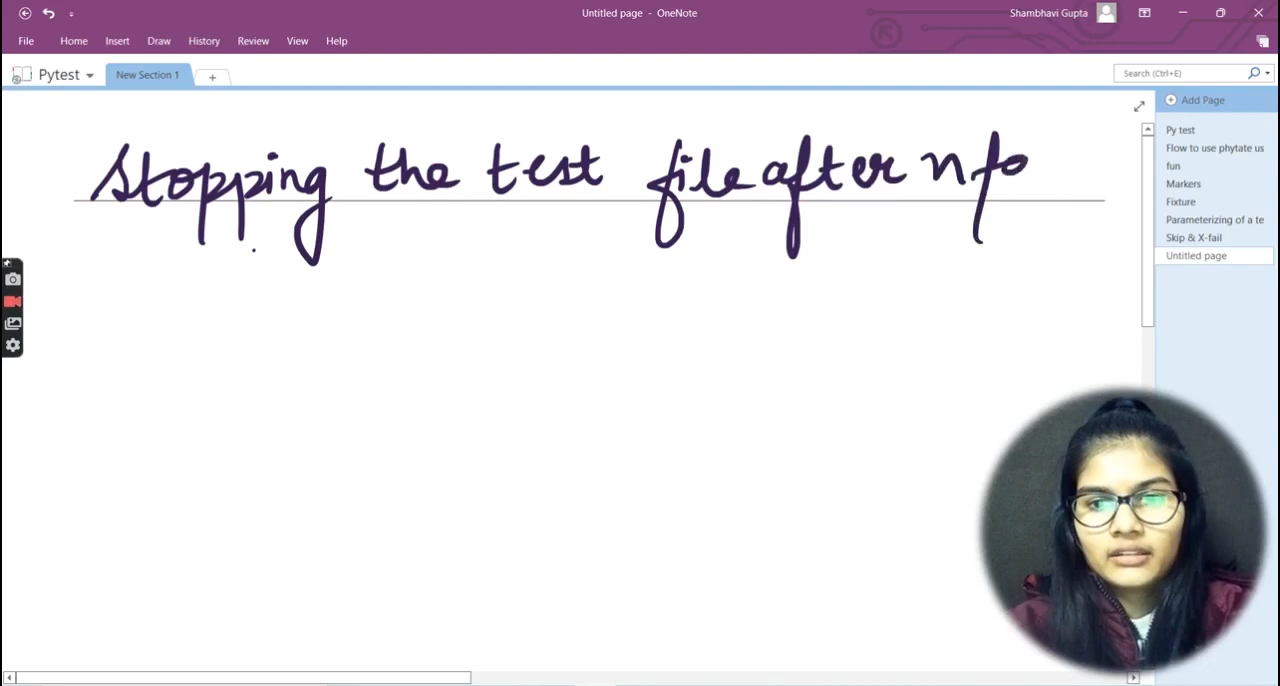 Untitled page - OneNote
Shambhavi Gupta
File Home Insert Draw History Review View Help
Pytest
New Section 1
Search (Ctrl+E)
Add Page
Stopping the test file after n fo
Py test
Flow to use phytate us
fun
Markers
Fixture
Parameterizing of a te
Skip & X-fail
Untitled page